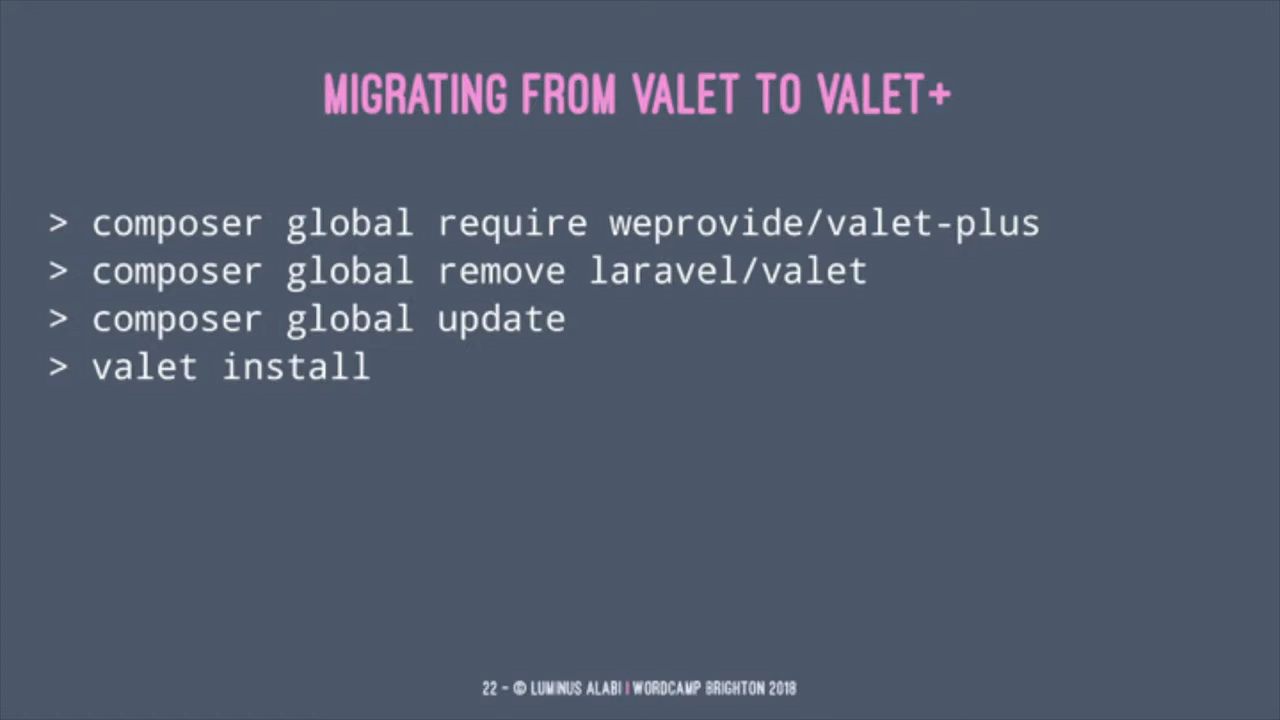 MIGRATING FROM VALET TO VALET+
> composer global require weprovide/valet-plus
> composer global remove laravel/valet
> composer global update
> valet install
22 - © LUMINUS ALABI | WORDCAMP BRIGHTON 2018